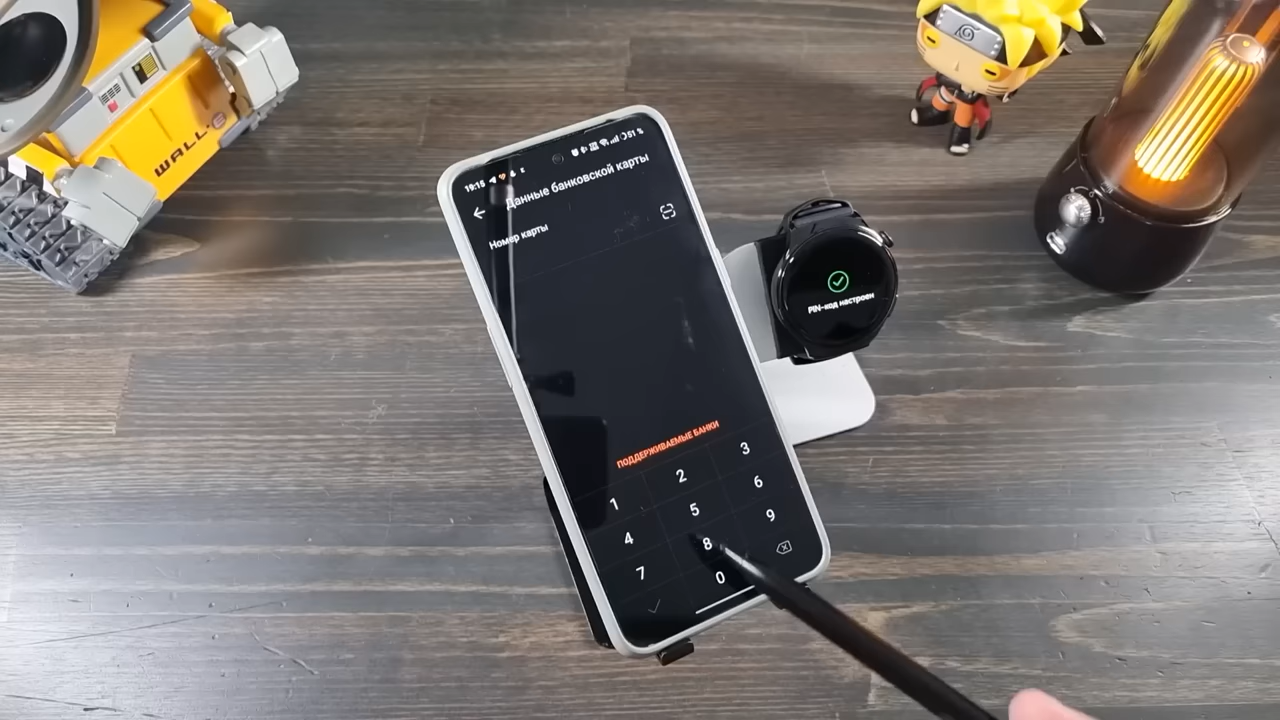 WALL·E
19:15
51 %
Данные банковской карты
Номер карты
PIN-код настроен
ПОДДЕРЖИВАЕМЫЕ БАНКИ
1 2 3
4 5 6
7 8 9
0